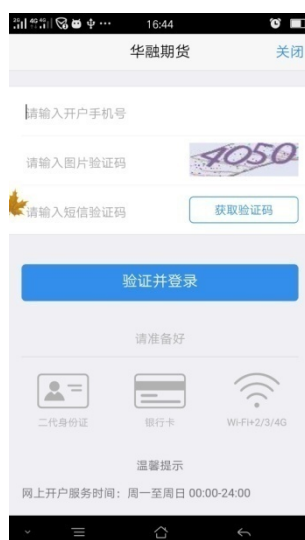 16:44
华融期货 关闭
请输入开户手机号
请输入图片验证码 4050
请输入短信验证码 获取验证码
验证并登录
请准备好
二代身份证 银行卡 Wi-Fi+2/3/4G
温馨提示
网上开户服务时间：周一至周日 00:00-24:00